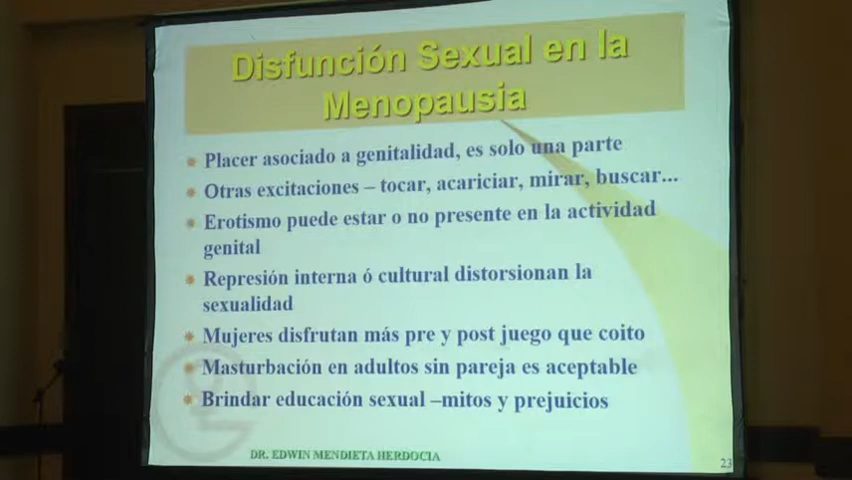 Disfunción Sexual en la
Menopausia
Placer asociado a genitalidad, es solo una parte
Otras excitaciones – tocar, acariciar, mirar, buscar...
Erotismo puede estar o no presente en la actividad
genital
Represión interna ó cultural distorsionan la
sexualidad
Mujeres disfrutan más pre y post juego que coito
Masturbación en adultos sin pareja es aceptable
Brindar educación sexual –mitos y prejuicios
DR. EDWIN MENDIETA HERDOCIA
23